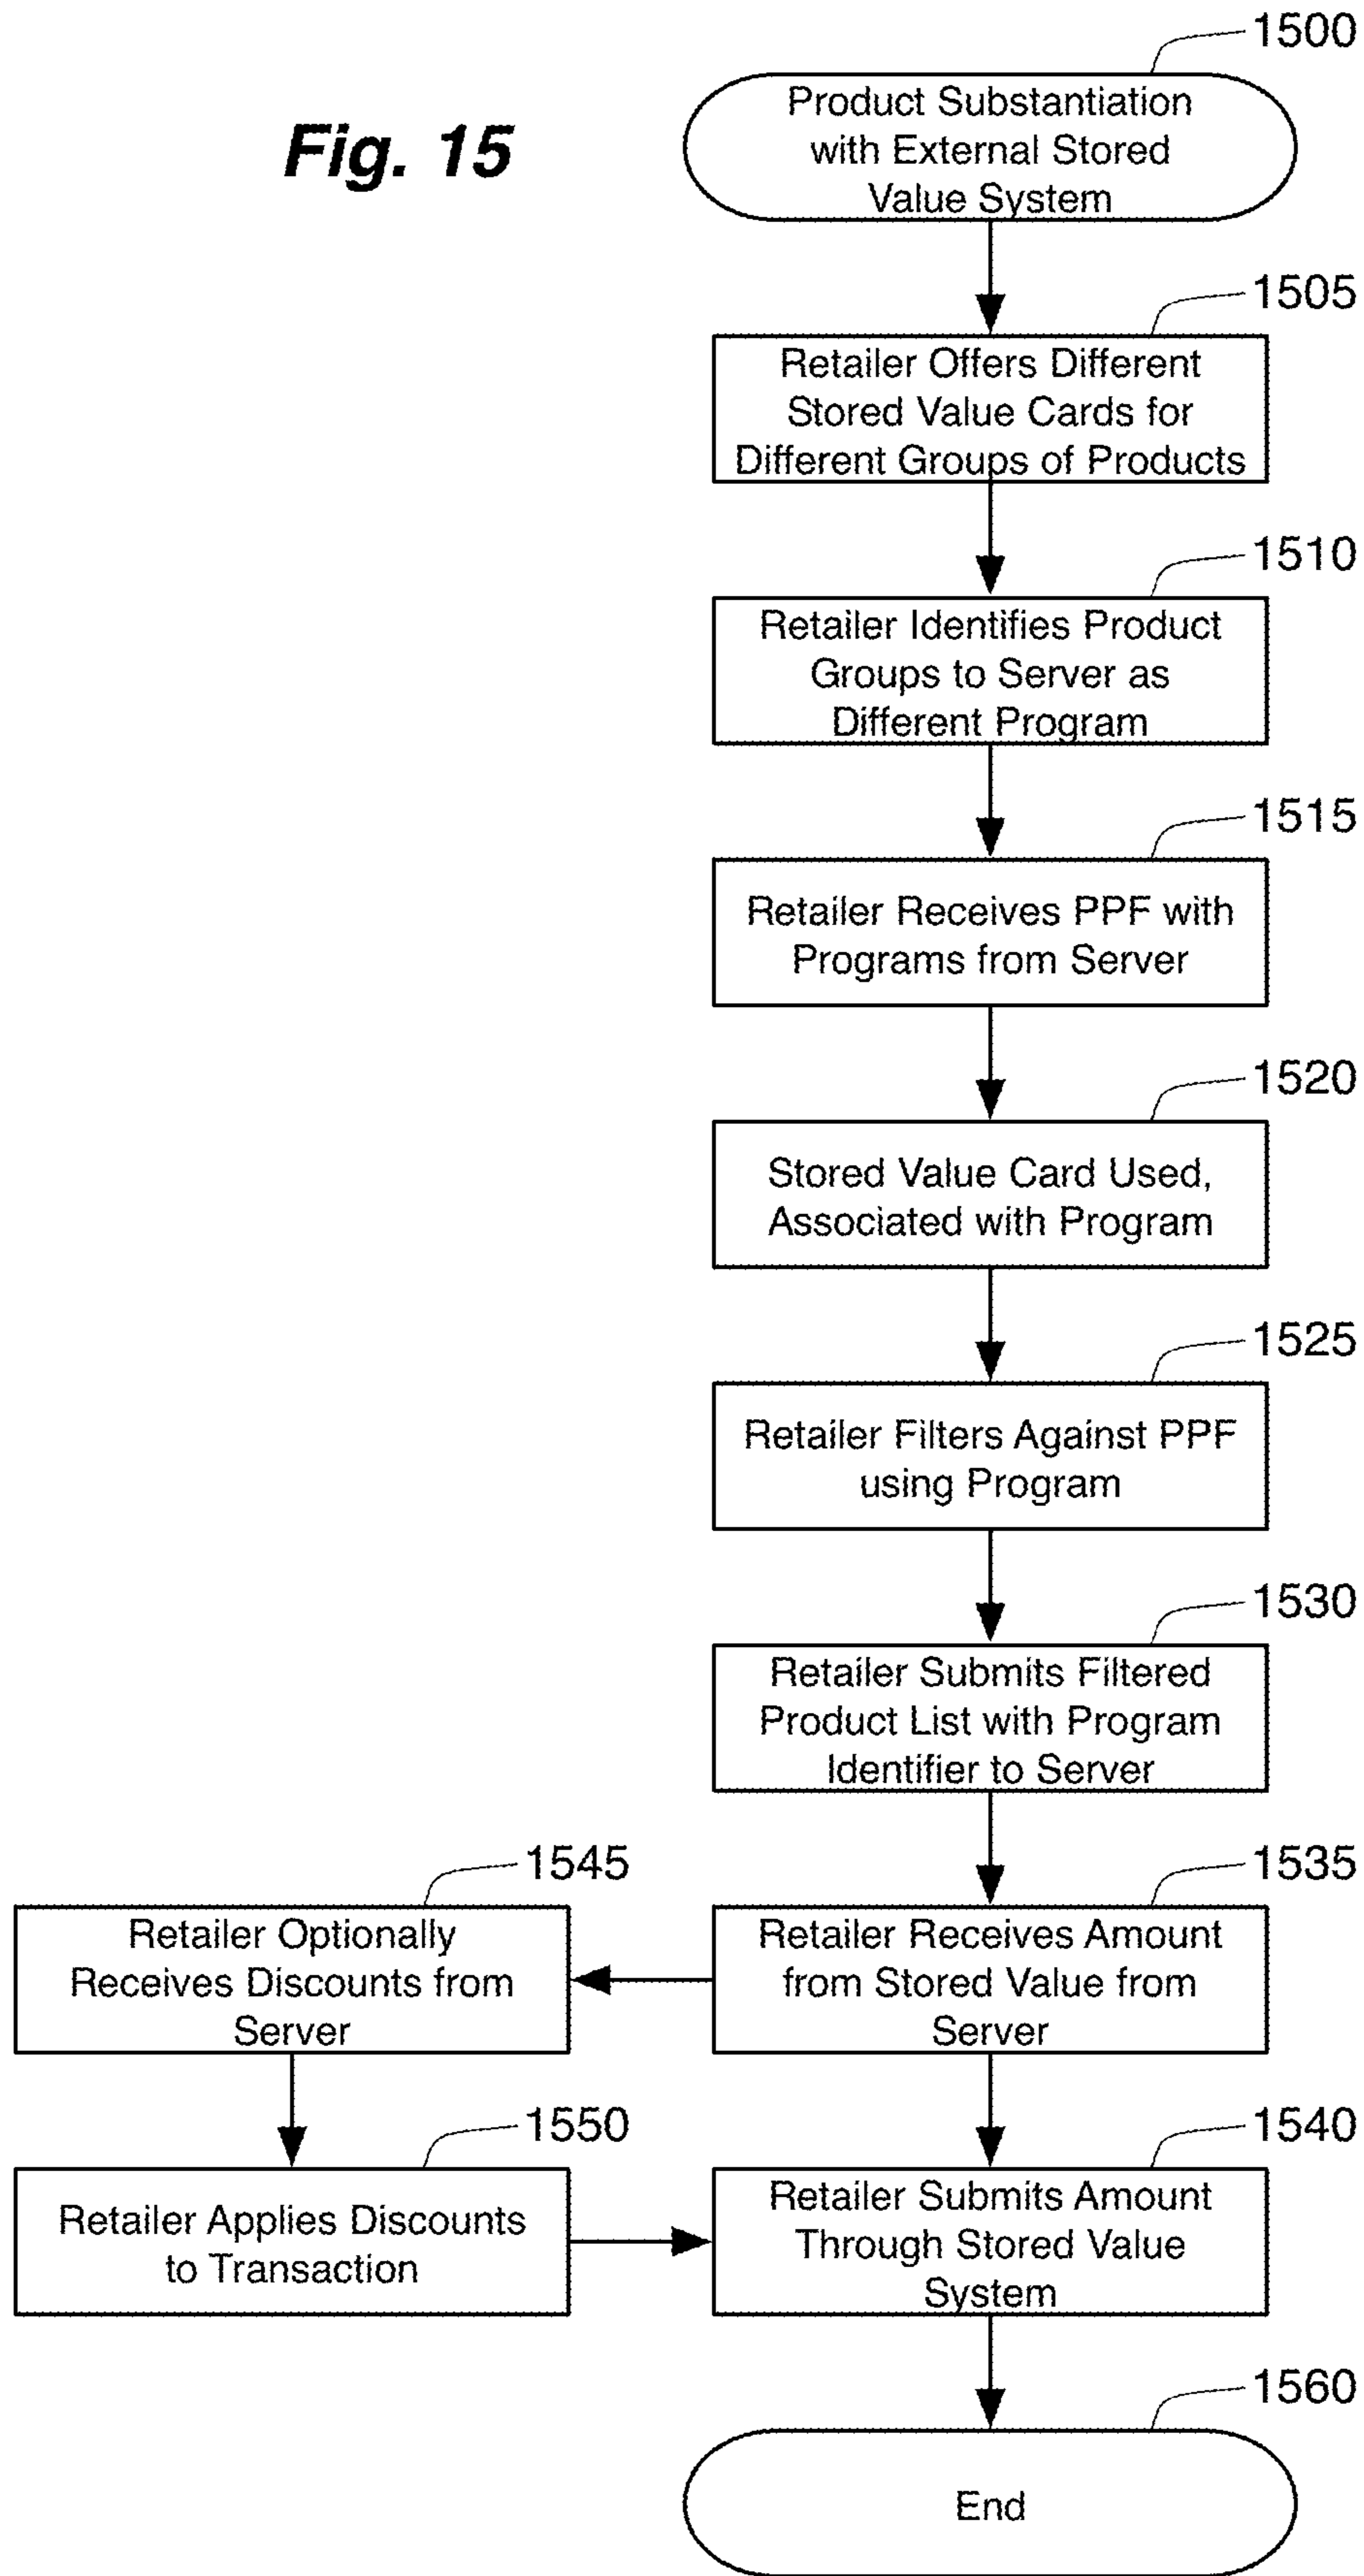 Fig. 15
1500
Product Substantiation
with External Stored
Value System
1505
Retailer Offers Different
Stored Value Cards for
Different Groups of Products
1510
Retailer Identifies Product
Groups to Server as
Different Program
1515
Retailer Receives PPF with
Programs from Server
1520
Stored Value Card Used,
Associated with Program
1525
Retailer Filters Against PPF
using Program
1530
Retailer Submits Filtered
Product List with Program
Identifier to Server
1535
Retailer Receives Amount
from Stored Value from
Server
1545
Retailer Optionally
Receives Discounts from
Server
1550
Retailer Applies Discounts
to Transaction
1540
Retailer Submits Amount
Through Stored Value
System
1560
End